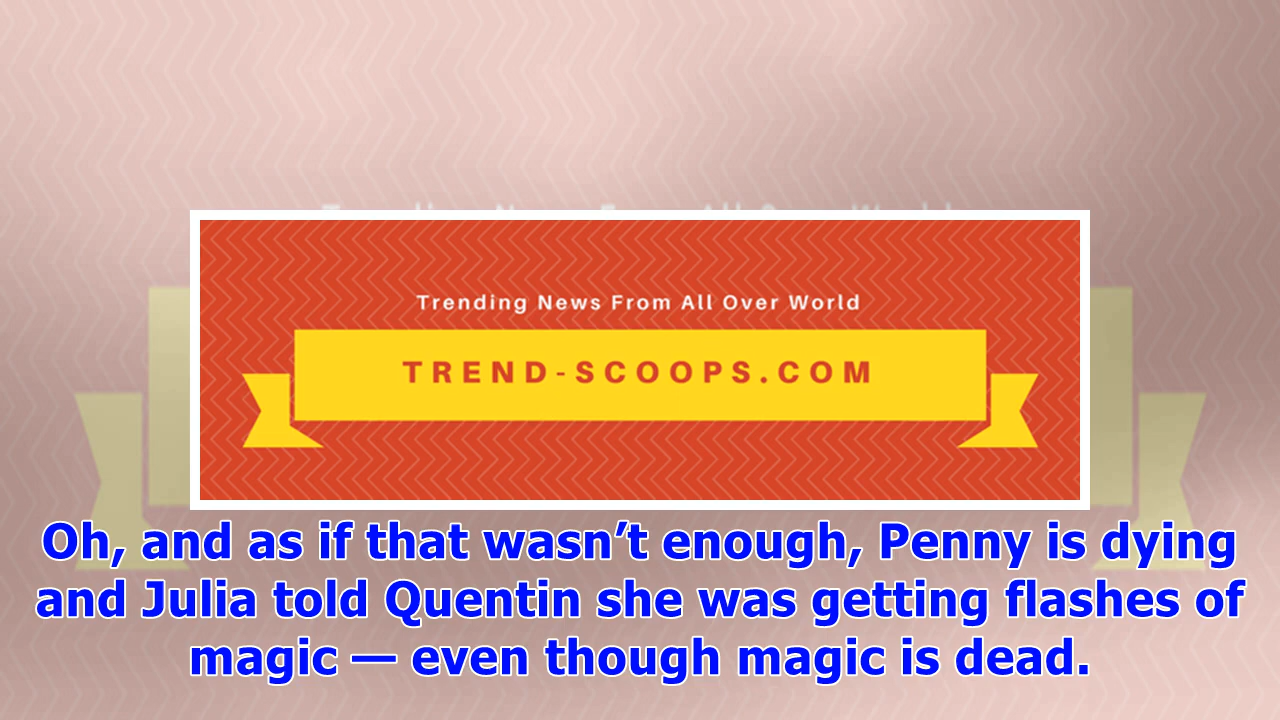 Trending News From All Over World
TREND-SCOOPS.COM
Oh, and as if that wasn’t enough, Penny is dying
and Julia told Quentin she was getting flashes of
magic — even though magic is dead.